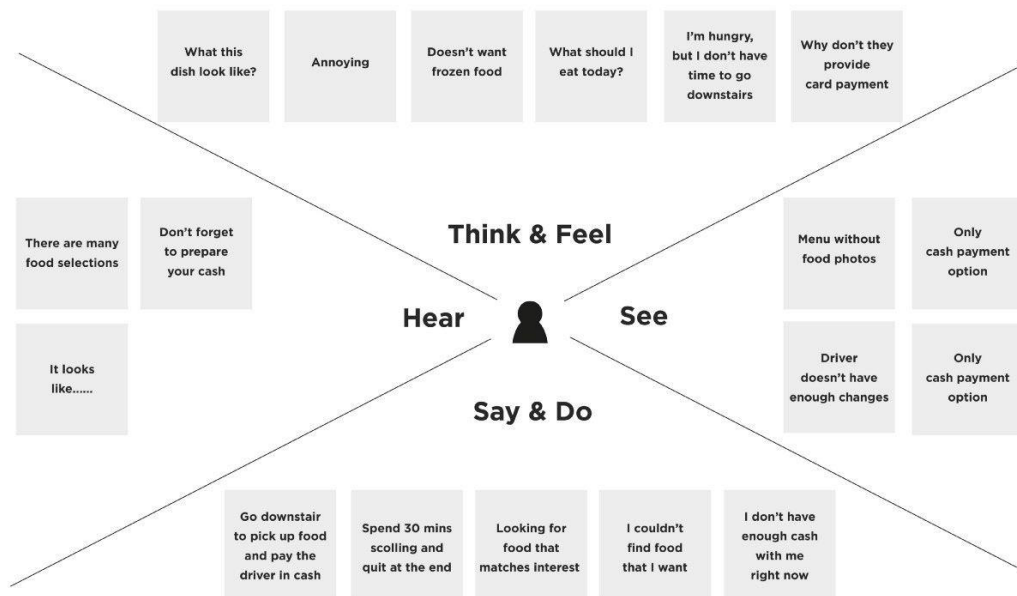 What this
dish look like?
Annoying
Doesn't want
frozen food
What should I
eat today?
I'm hungry,
but I don't have
time to go
downstairs
Why don't they
provide
card payment
Think & Feel
There are many
food selections
Don't forget
to prepare
your cash
It looks
like......
Hear
See
Menu without
food photos
Only
cash payment
option
Driver
doesn't have
enough changes
Only
cash payment
option
Say & Do
Go downstair
to pick up food
and pay the
driver in cash
Spend 30 mins
scolling and
quit at the end
Looking for
food that
matches interest
I couldn't
find food
that I want
I don't have
enough cash
with me
right now